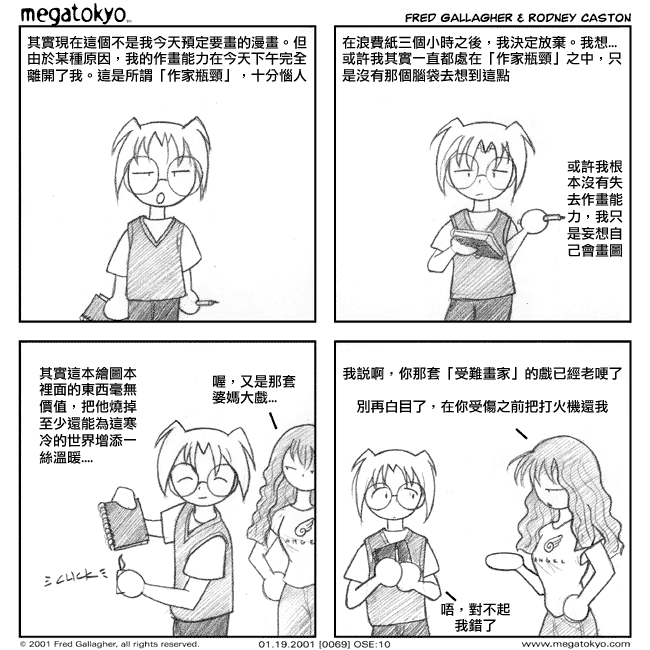 megatokyo™
FRED GALLAGHER & RODNEY CASTON
其實現在這個不是我今天預定要畫的漫畫。但
由於某種原因，我的作畫能力在今天下午完全
離開了我。這是所謂「作家瓶頸」，十分惱人
在浪費紙三個小時之後，我決定放棄。我想...
或許我其實一直都處在「作家瓶頸」之中，只
是沒有那個腦袋去想到這點
或許我根
本沒有失
去作畫能
力，我只
是妄想自
己會畫圖
其實這本繪圖本
裡面的東西毫無
價值，把他燒掉
至少還能為這寒
冷的世界增添一
絲溫暖....
喔，又是那套
婆媽大戲...
CLICK
ANGEL
我說啊，你那套「受難畫家」的戲已經老哽了
別再白目了，在你受傷之前把打火機還我
ANGEL
唔，對不起
我錯了
© 2001 Fred Gallagher, all rights reserved.
01.19.2001 [0069] OSE:10
www.megatokyo.com